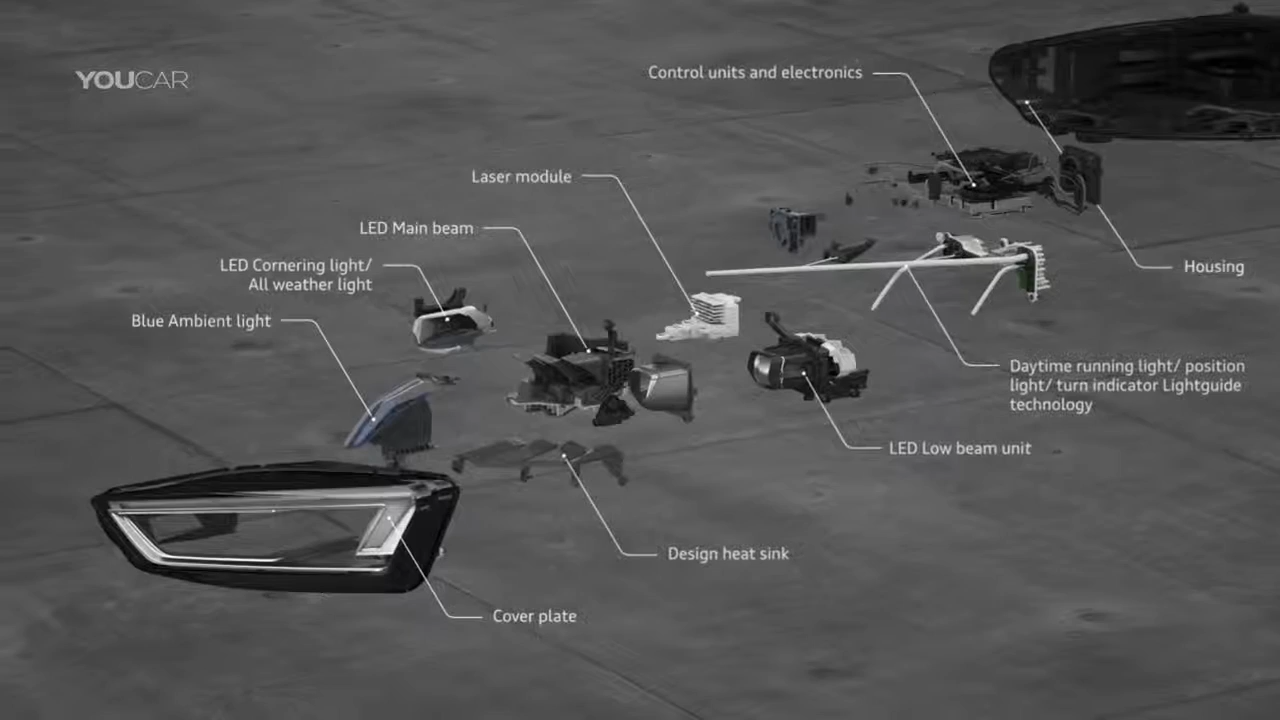 YOUCAR
Control units and electronics
Laser module
LED Main beam
LED Cornering light/
All weather light
Blue Ambient light
Housing
Daytime running light/ position
light/ turn indicator Lightguide
technology
LED Low beam unit
Design heat sink
Cover plate